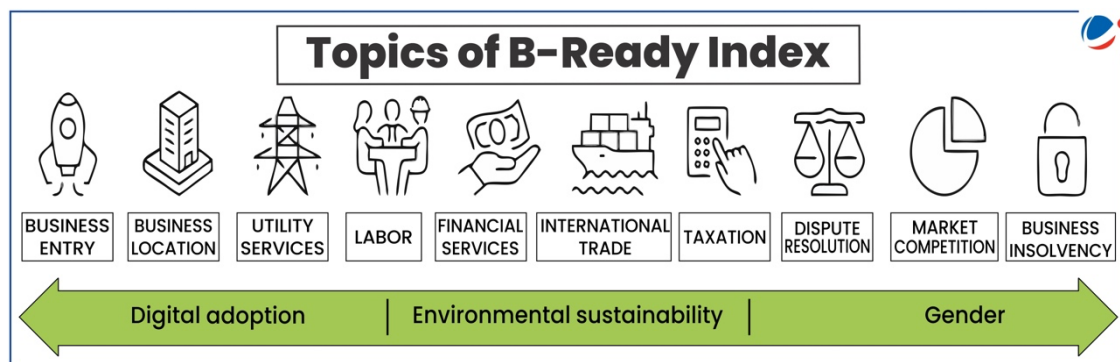 Topics of B-Ready Index
BUSINESS
ENTRY
BUSINESS
LOCATION
UTILITY
SERVICES
LABOR
FINANCIAL
SERVICES
INTERNATIONAL
TRADE
TAXATION
DISPUTE
RESOLUTION
MARKET
COMPETITION
BUSINESS
INSOLVENCY
Digital adoption | Environmental sustainability | Gender